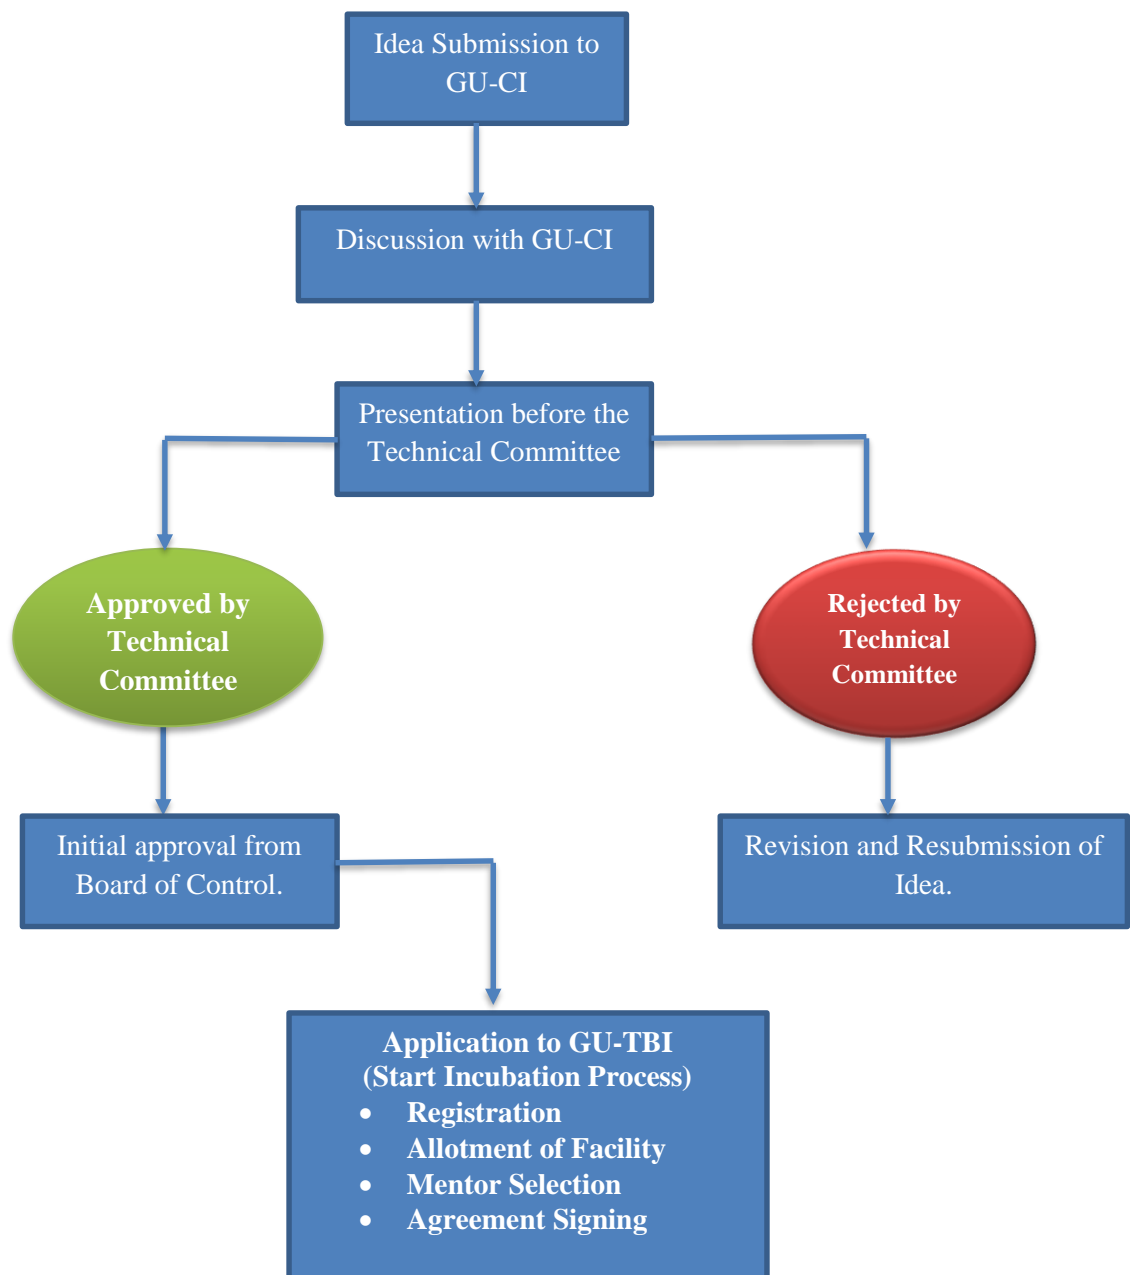 Idea Submission to
GU-CI
Discussion with GU-CI
Presentation before the
Technical Committee
Approved by
Technical
Committee
Rejected by
Technical
Committee
Initial approval from
Board of Control.
Revision and Resubmission of
Idea.
Application to GU-TBI
(Start Incubation Process)
• Registration
• Allotment of Facility
• Mentor Selection
• Agreement Signing